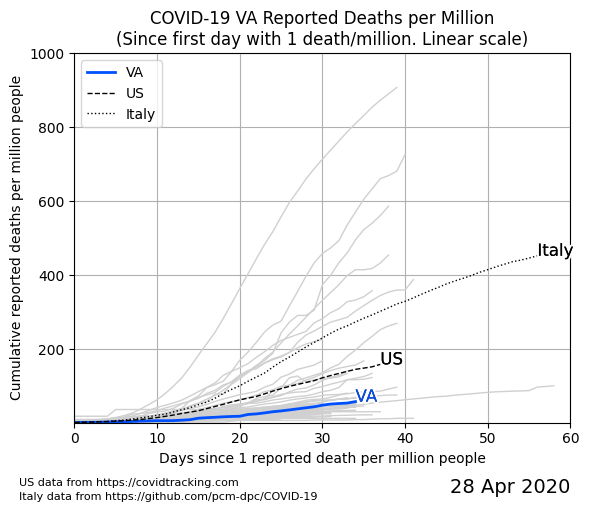 COVID-19 VA Reported Deaths per Million
(Since first day with 1 death/million. Linear scale)
Cumulative reported deaths per million people
1000
800
600
400
200
VA
US
Italy
Italy
US
VA
0
10
20
30
40
50
60
Days since 1 reported death per million people
US data from https://covidtracking.com
Italy data from https://github.com/pcm-dpc/COVID-19
28 Apr 2020